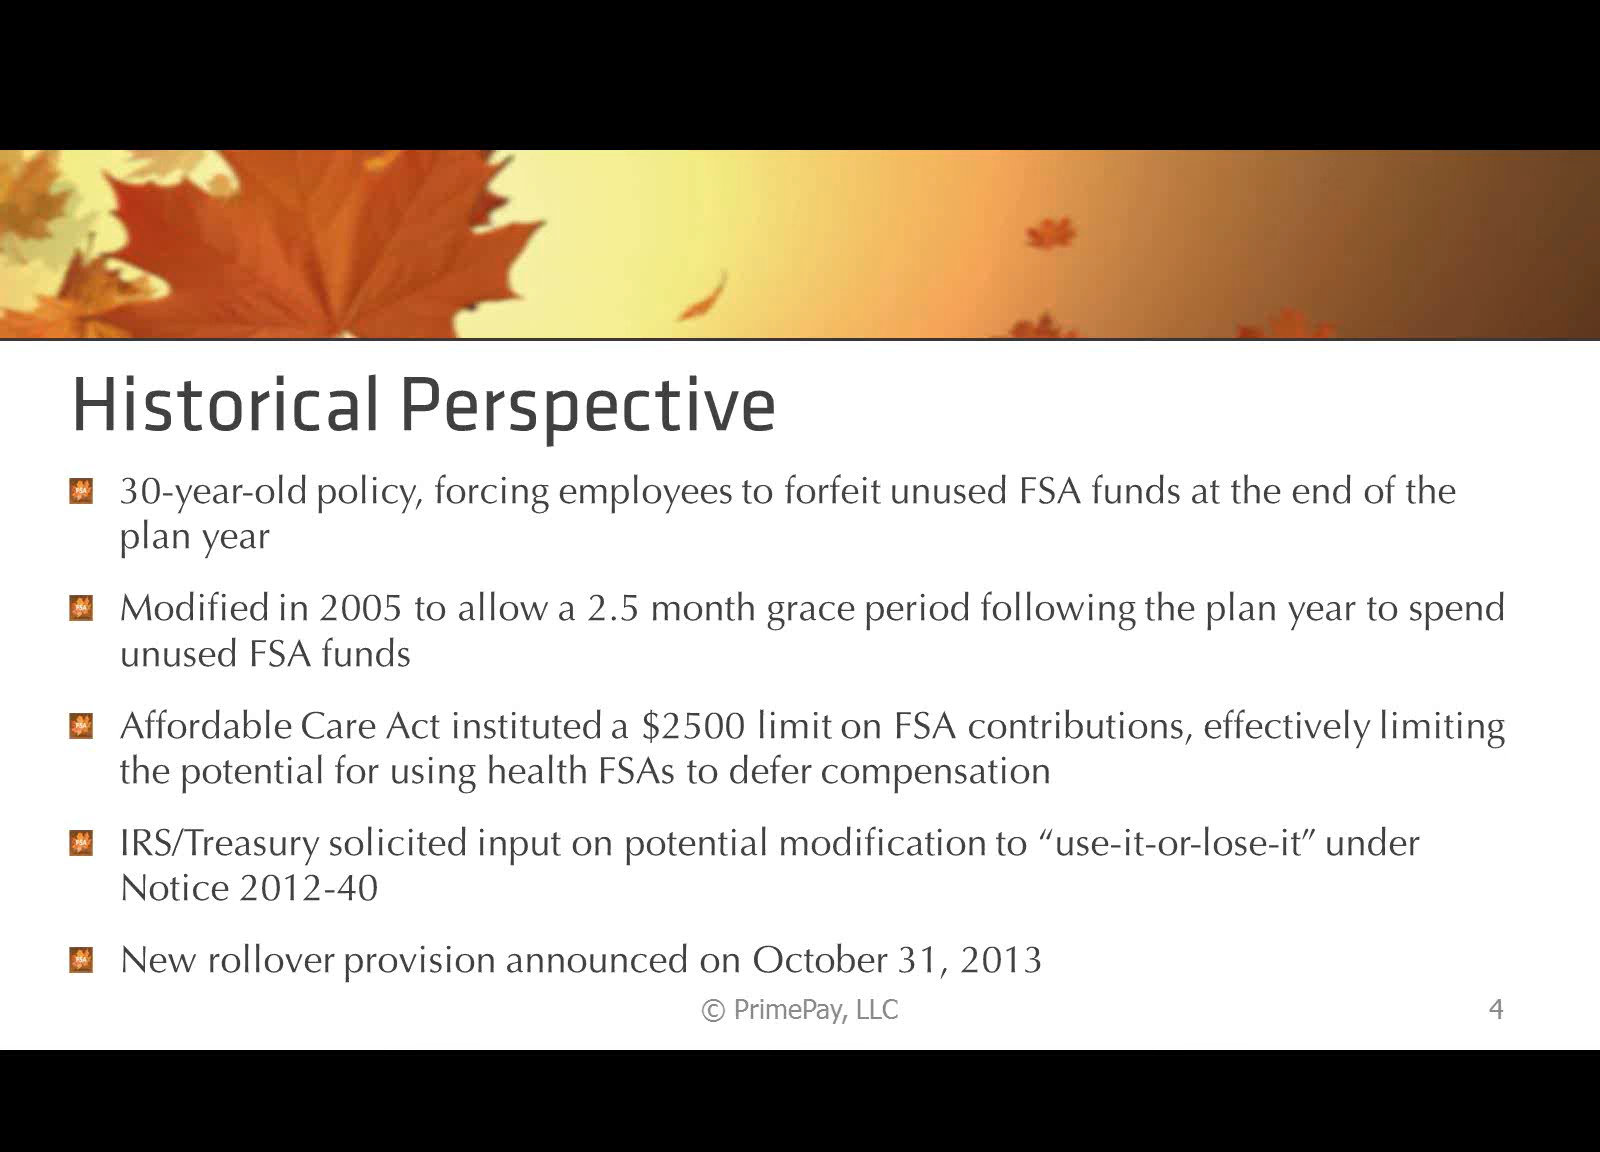 Historical Perspective
30-year-old policy, forcing employees to forfeit unused FSA funds at the end of the
plan year
Modified in 2005 to allow a 2.5 month grace period following the plan year to spend
unused FSA funds
Affordable Care Act instituted a $2500 limit on FSA contributions, effectively limiting
the potential for using health FSAs to defer compensation
IRS/Treasury solicited input on potential modification to “use-it-or-lose-it” under
Notice 2012-40
New rollover provision announced on October 31, 2013
© PrimePay, LLC
4